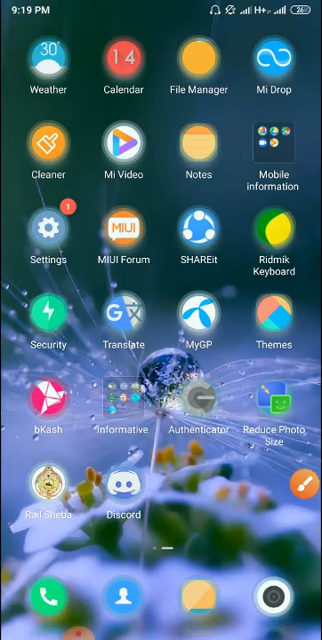 9:19 PM H+ 26
30° 14
Weather Calendar File Manager Mi Drop
Cleaner Mi Video Notes Mobile information
1
MIUI
Settings MIUI Forum SHAREit Ridmik Keyboard
G
Security Translate MyGP Themes
bKash Informative Authenticator Reduce Photo Size
Rail Sheba Discord